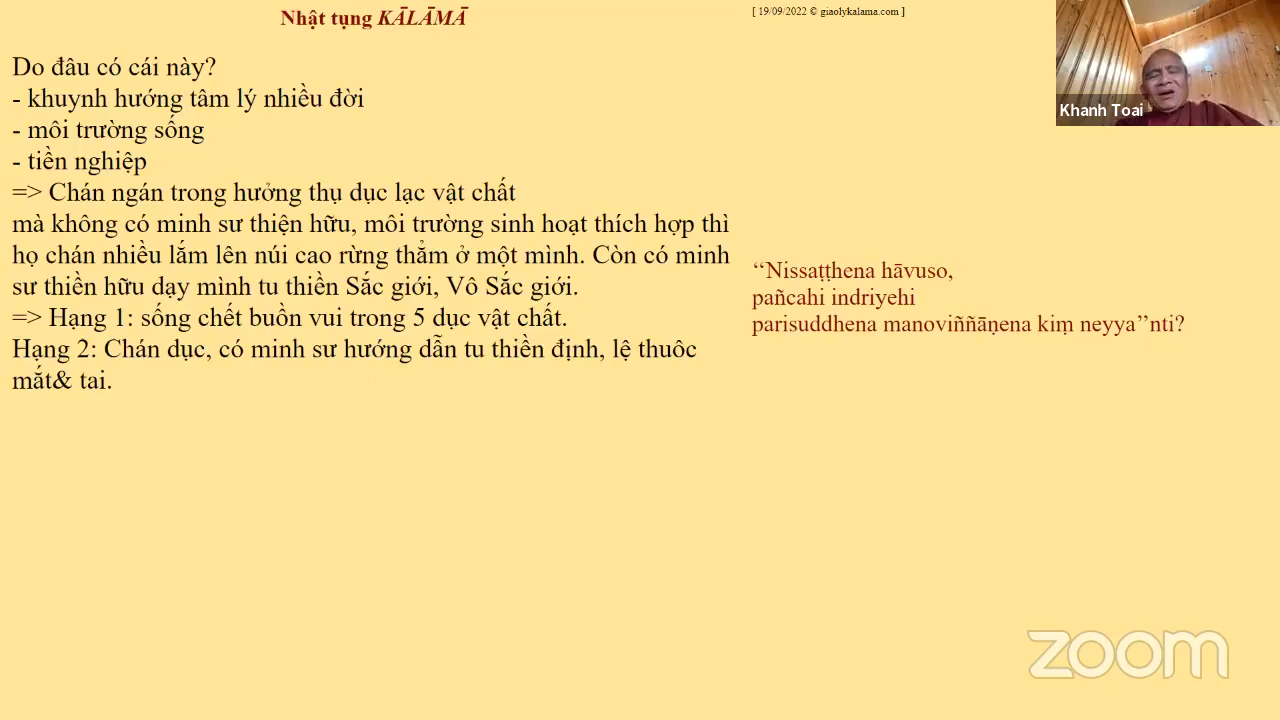 Nhật tụng KĀLĀMĀ
[ 19/09/2022 © giaolykalama.com ]
Do đâu có cái này?
- khuynh hướng tâm lý nhiều đời
- môi trường sống
- tiền nghiệp
=> Chán ngán trong hưởng thụ dục lạc vật chất
mà không có minh sư thiện hữu, môi trường sinh hoạt thích hợp thì
họ chán nhiều lắm lên núi cao rừng thẳm ở một mình. Còn có minh
sư thiền hữu dạy mình tu thiền Sắc giới, Vô Sắc giới.
=> Hạng 1: sống chết buồn vui trong 5 dục vật chất.
Hạng 2: Chán dục, có minh sư hướng dẫn tu thiền định, lệ thuôc
mắt& tai.
‘‘Nissaṭṭhena hāvuso,
pañcahi indriyehi
parisuddhena manoviññāṇena kiṃ neyya’’nti?
Khanh Toai
zoom